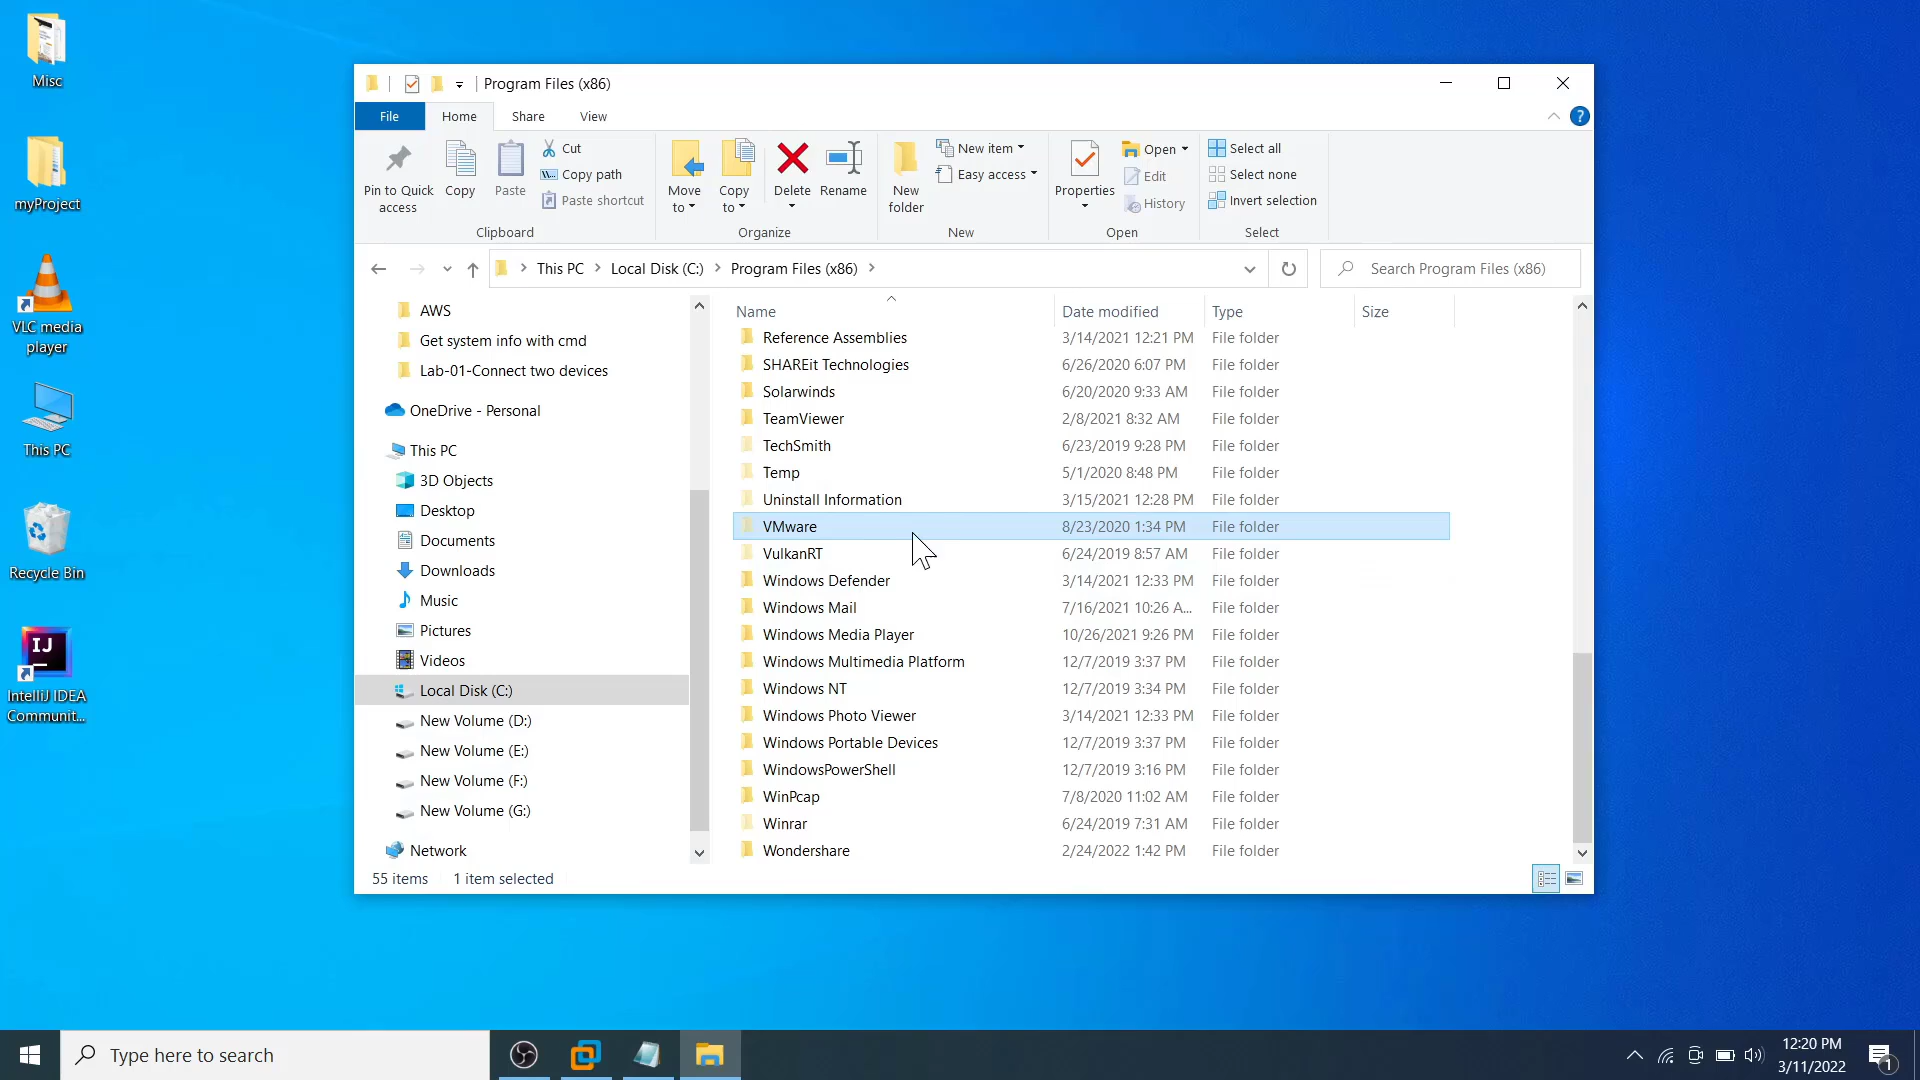 Misc
myProject
VLC media
player
This PC
Recycle Bin
IJ
IntelliJ IDEA
Communit...
Program Files (x86)
File
Home
Share
View
?
Pin to Quick
access
Copy
Paste
Cut
Copy path
Paste shortcut
Clipboard
Move
to
Copy
to
Delete
Rename
Organize
New
folder
New item
Easy access
New
Properties
Open
Edit
History
Open
Select all
Select none
Invert selection
Select
This PC
Local Disk (C:)
Program Files (x86)
Search Program Files (x86)
AWS
Get system info with cmd
Lab-01-Connect two devices
OneDrive - Personal
This PC
3D Objects
Desktop
Documents
Downloads
Music
Pictures
Videos
Local Disk (C:)
New Volume (D:)
New Volume (E:)
New Volume (F:)
New Volume (G:)
Network
Name Date modified Type Size
Reference Assemblies 3/14/2021 12:21 PM File folder
SHAREit Technologies 6/26/2020 6:07 PM File folder
Solarwinds 6/20/2020 9:33 AM File folder
TeamViewer 2/8/2021 8:32 AM File folder
TechSmith 6/23/2019 9:28 PM File folder
Temp 5/1/2020 8:48 PM File folder
Uninstall Information 3/15/2021 12:28 PM File folder
VMware 8/23/2020 1:34 PM File folder
VulkanRT 6/24/2019 8:57 AM File folder
Windows Defender 3/14/2021 12:33 PM File folder
Windows Mail 7/16/2021 10:26 A... File folder
Windows Media Player 10/26/2021 9:26 PM File folder
Windows Multimedia Platform 12/7/2019 3:37 PM File folder
Windows NT 12/7/2019 3:34 PM File folder
Windows Photo Viewer 3/14/2021 12:33 PM File folder
Windows Portable Devices 12/7/2019 3:37 PM File folder
WindowsPowerShell 12/7/2019 3:16 PM File folder
WinPcap 7/8/2020 11:02 AM File folder
Winrar 6/24/2019 7:31 AM File folder
Wondershare 2/24/2022 1:42 PM File folder
55 items 1 item selected
Type here to search
12:20 PM
3/11/2022
1